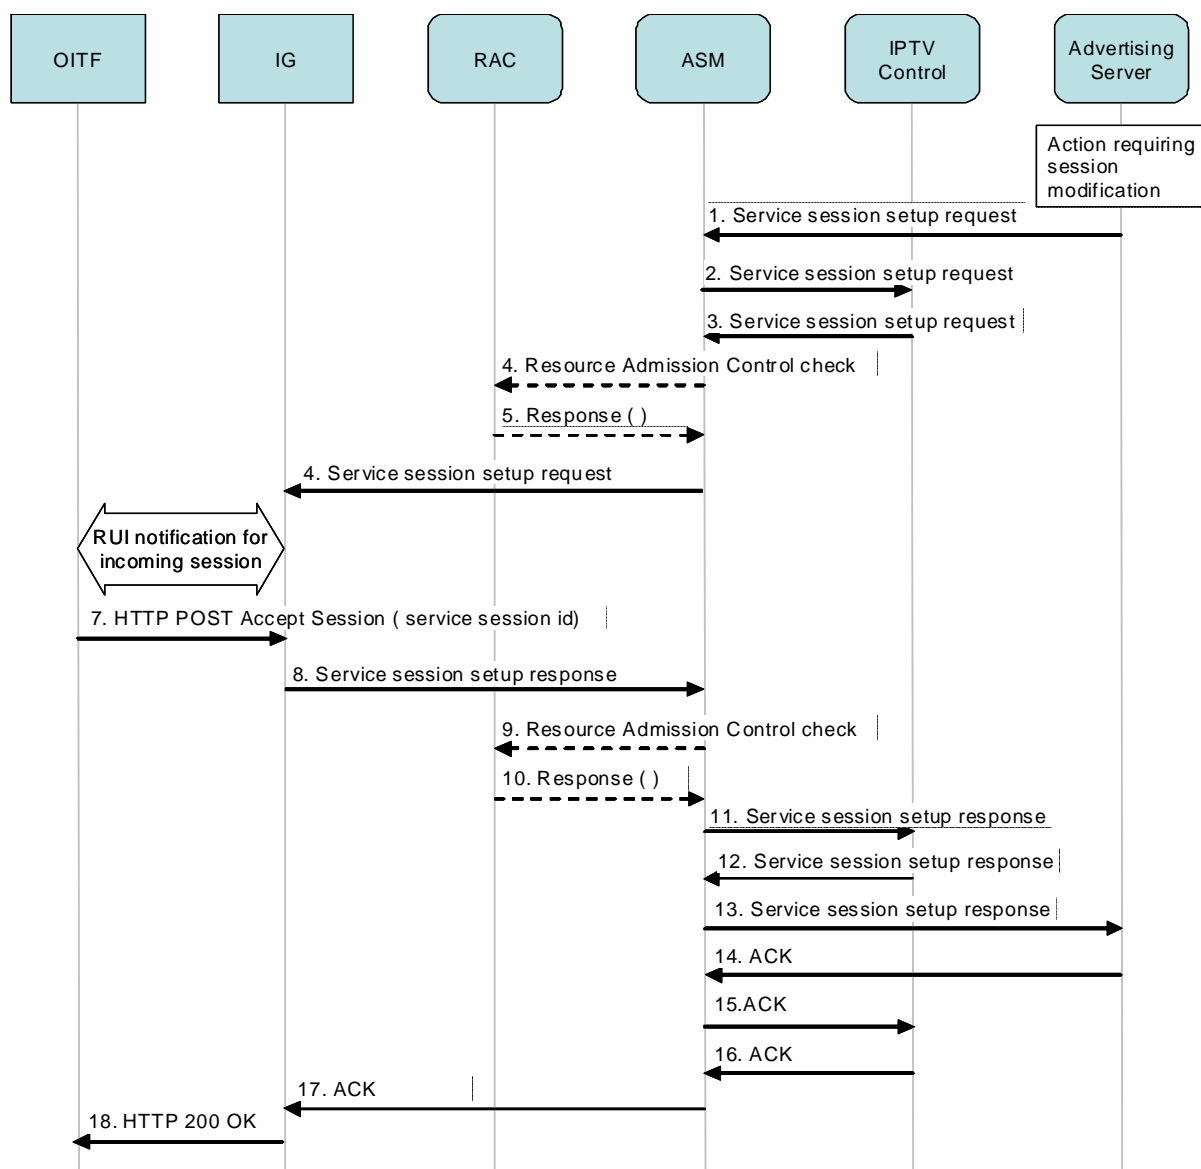 OITF
IG
RAC
ASM
IPTV
Control
Advertising
Server
Action requiring
session
modification
1. Service session setup request
2. Service session setup request
3. Service session setup request
4. Resource Admission Control check
5. Response ( )
4. Service session setup request
RUI notification for
incoming session
7. HTTP POST Accept Session ( service session id)
8. Service session setup response
9. Resource Admission Control check
10. Response ( )
11. Service session setup response
12. Service session setup response
13. Service session setup response
14. ACK
15.ACK
16. ACK
17. ACK
18. HTTP 200 OK